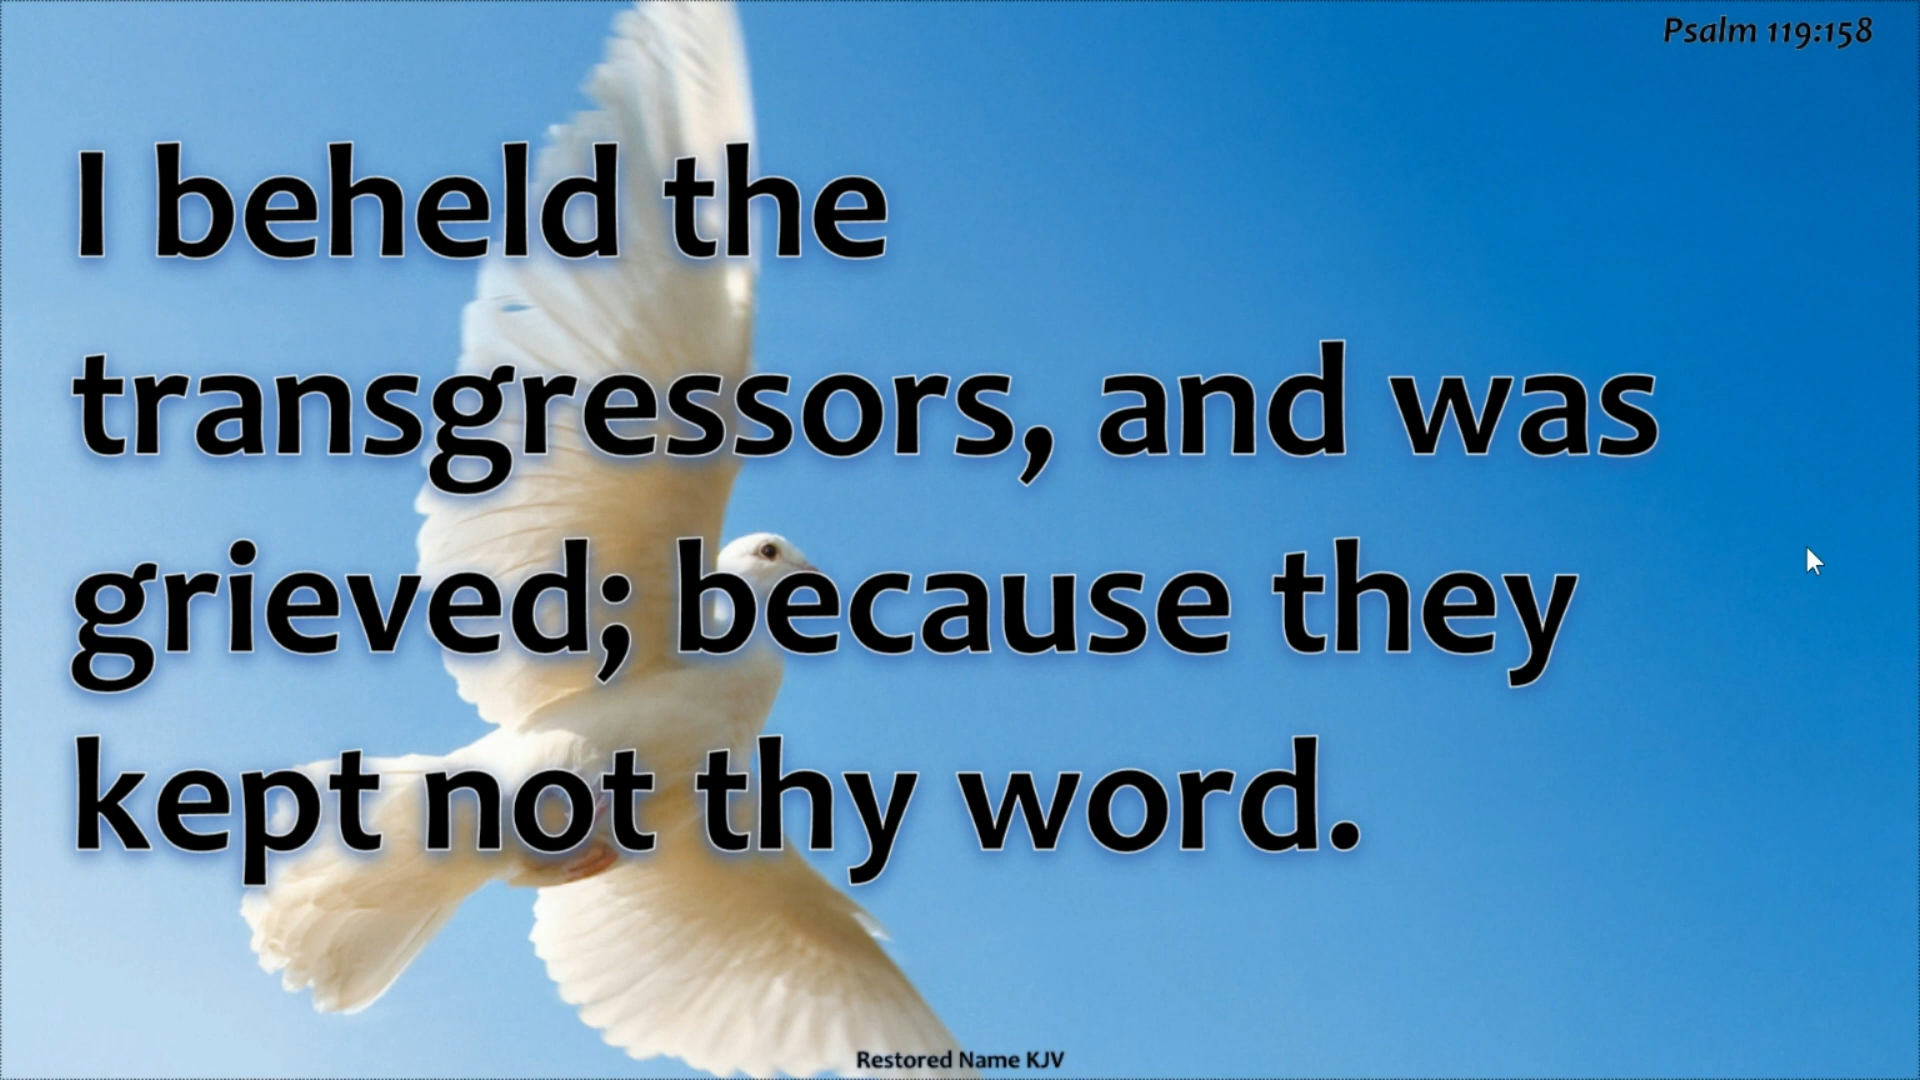 Psalm 119:158
I beheld the
transgressors, and was
grieved; because they
kept not thy word.
Restored Name KJV